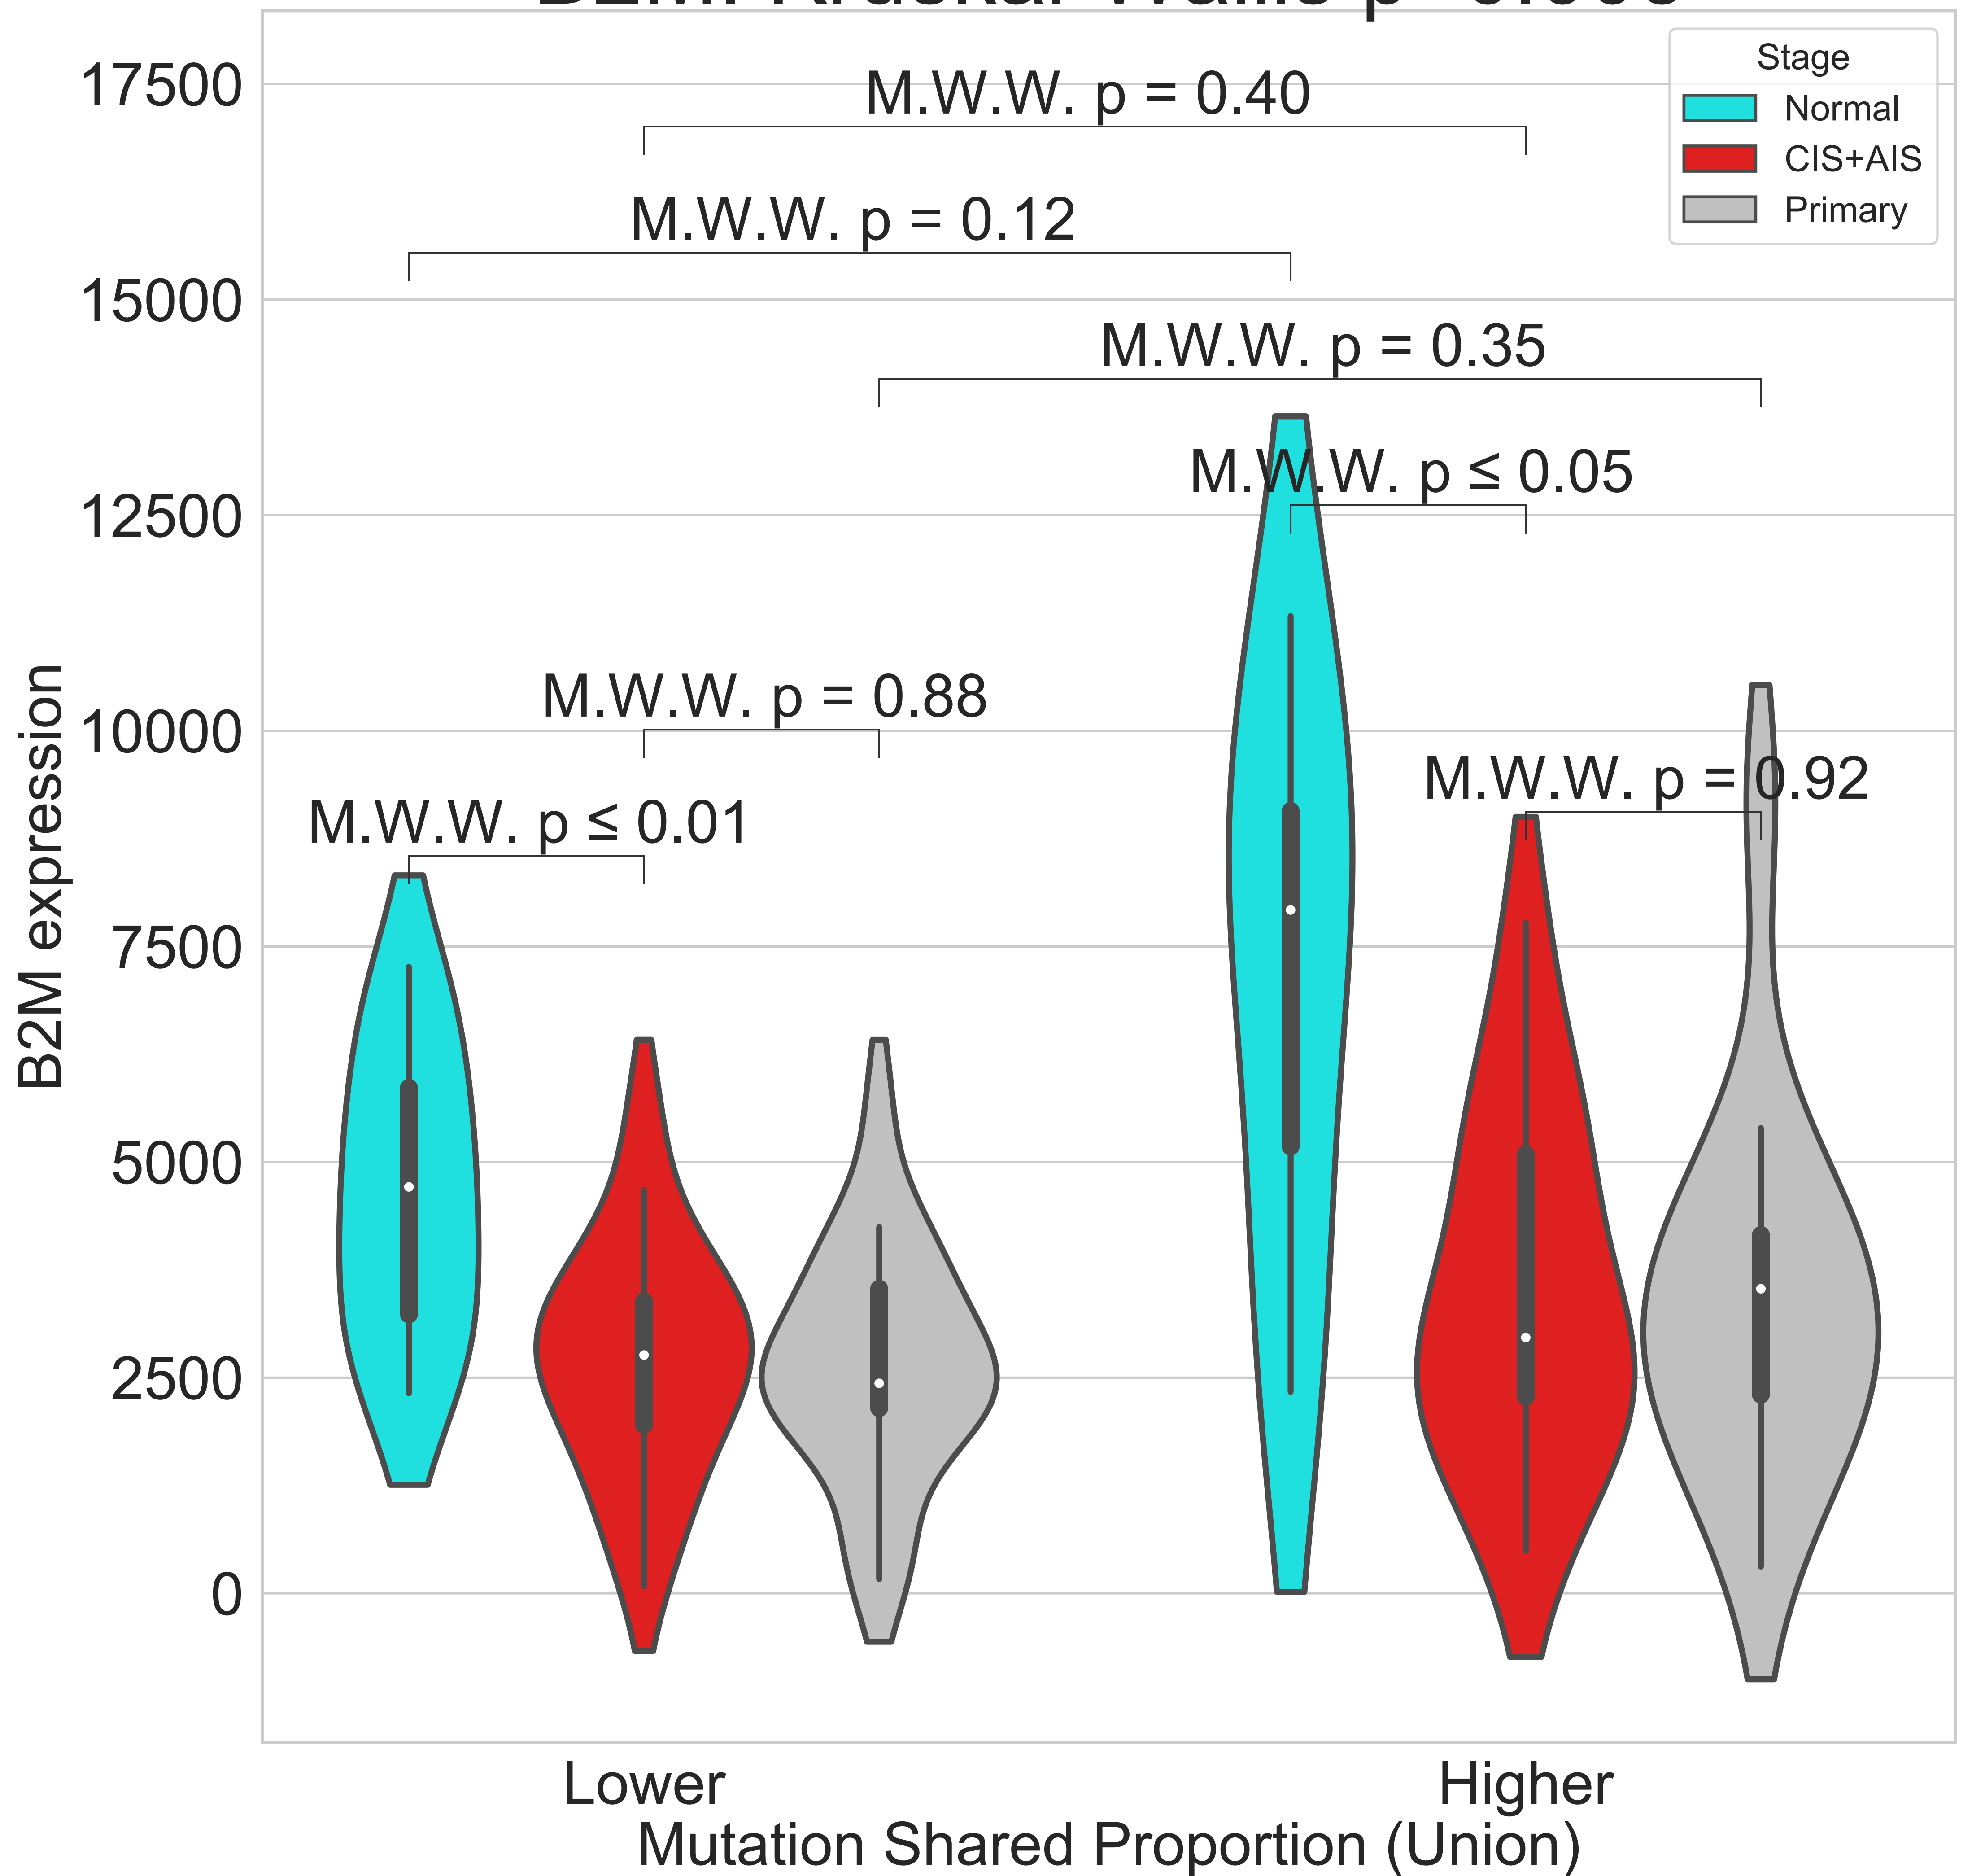 Stage
Normal
CIS+AIS
Primary
M.W.W. p = 0.40
M.W.W. p = 0.12
M.W.W. p = 0.35
M.W.W. p ≤ 0.05
M.W.W. p = 0.88
M.W.W. p = 0.92
M.W.W. p ≤ 0.01
17500
15000
12500
10000
7500
5000
2500
0
B2M expression
Lower
Higher
Mutation Shared Proportion (Union)